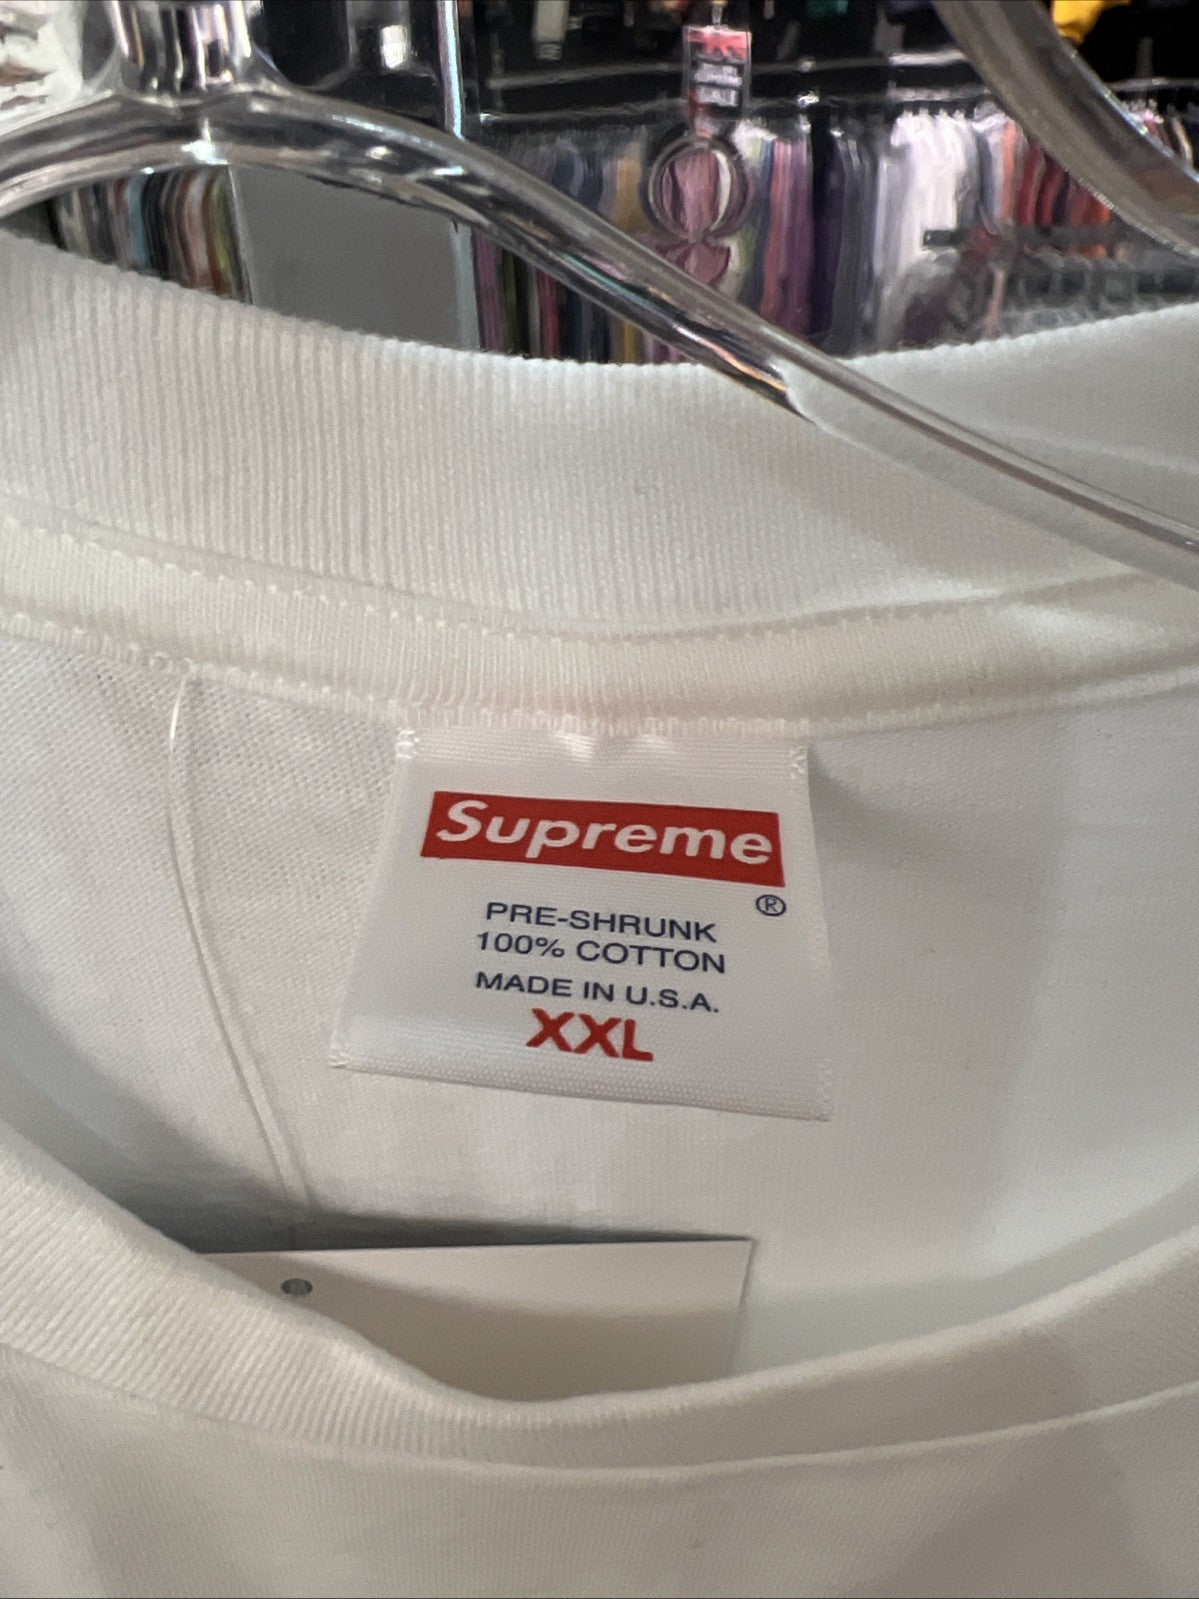 Supreme
®
PRE-SHRUNK
100% COTTON
MADE IN U.S.A.
XXL